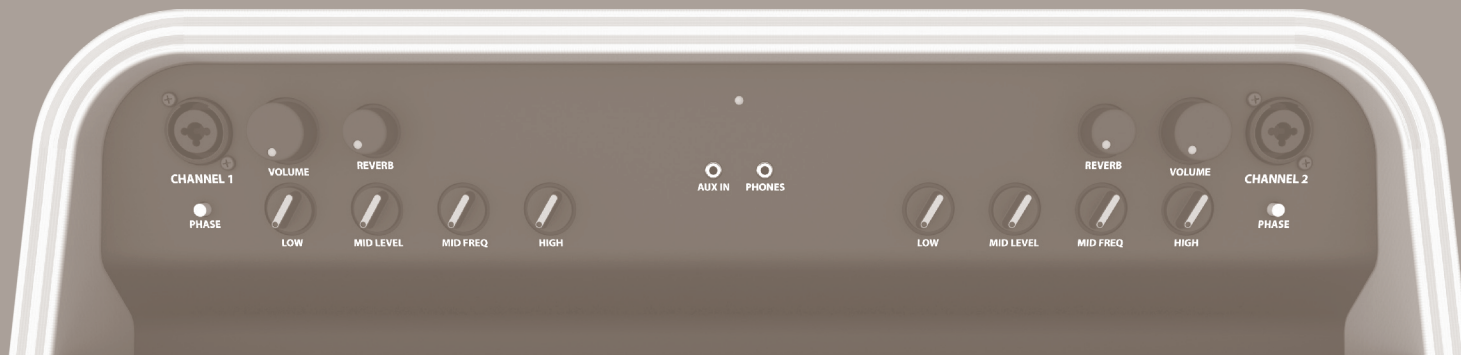 CHANNEL 1
VOLUME
REVERB
PHASE
LOW
MID LEVEL
MID FREQ
HIGH
AUX IN
PHONES
REVERB
VOLUME
CHANNEL 2
LOW
MID LEVEL
MID FREQ
HIGH
PHASE